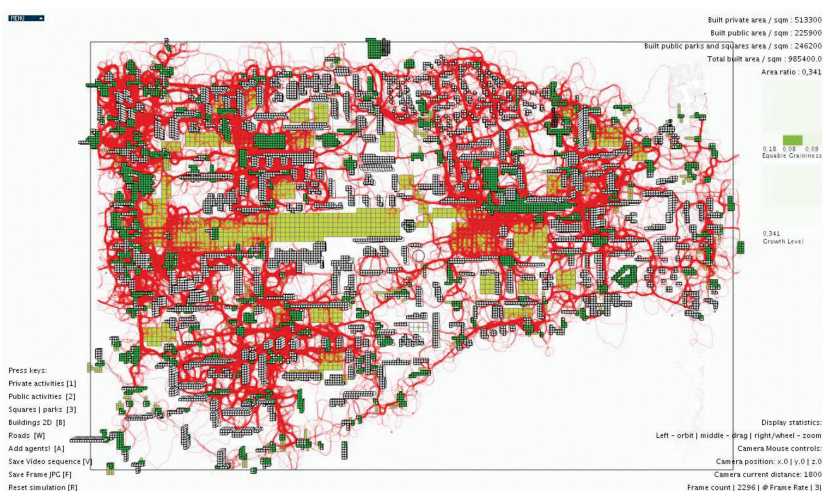 MENU
Built private area / sqm : 513300
Built public area / sqm : 225900
Built public parks and squares area / sqm : 246200
Total built area / sqm : 985400.0
Area ratio : 0,341
0,18 0,08 0,09
Equable Graininess
0,341
Growth Level
Press keys:
Private activities [1]
Public activities [2]
Squares | parks [3]
Buildings 2D [B]
Roads [W]
Add agents! [A]
Save Video sequence [V]
Save Frame JPG [F]
Reset simulation [R]
Display statistics:
Left - orbit | middle - drag | right/wheel - zoom
Camera Mouse controls:
Camera position: x.0 | y.0 | z.0
Camera current distance: 1800
Frame count | 2296 | @ Frame Rate | 3|